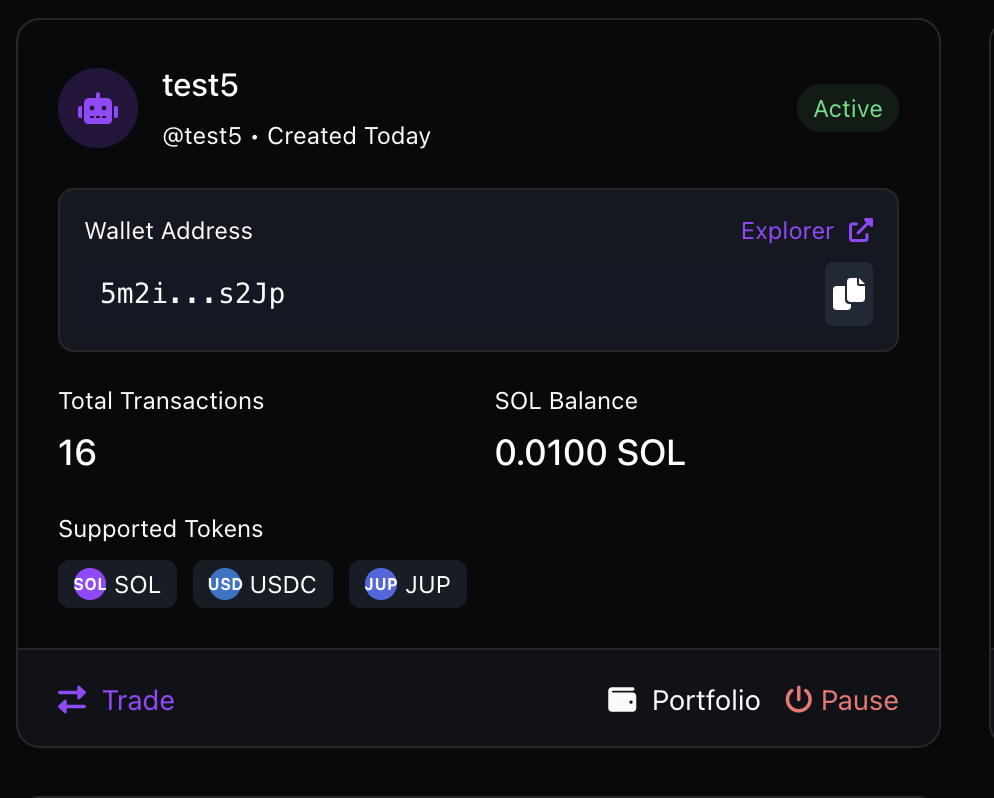 test5
@test5 • Created Today
Active
Wallet Address
Explorer
5m2i...s2Jp
Total Transactions
SOL Balance
16
0.0100 SOL
Supported Tokens
SOL SOL
USD USDC
JUP JUP
Trade
Portfolio
Pause